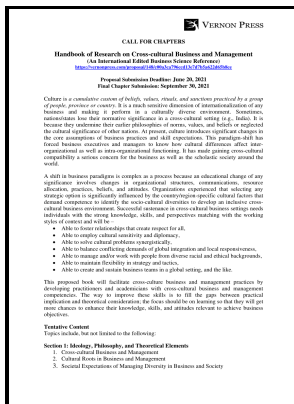 VERNON PRESS
CALL FOR CHAPTERS
Handbook of Research on Cross-cultural Business and Management
(An International Edited Business Science Reference)
Proposal Submission Deadline: June 20, 2021
Final Chapter Submission: September 30, 2021
Culture is a cumulative custom of beliefs, values, rituals, and sanctions practiced by a group
of people, province or country. It is a much sensitive dimension of internationalization of any
business and making it perform in a culturally diverse environment. Sometimes,
nations/states lose their normative significance in a cross-cultural setting (e.g., India). It is
because they undermine their earlier philosophies of norms, values, and beliefs or neglected
the cultural significance of other nations. At present, culture introduces significant changes in
the core assumptions of business practices and skill expectations. This paradigm-shift has
forced business executives and managers to know how cultural differences affect inter-
organizational as well as intra-organizational functioning. It has made gaining cross-cultural
compatibility a serious concern for the business as well as the scholastic society around the
world.
A shift in business paradigms is complex as a process because an educational change of any
significance involves changes in organizational structures, communications, resource
allocation, practices, beliefs, and attitudes. Organizations experienced that selecting any
strategic option is significantly influenced by the country/region-specific cultural factors that
demand competence to identify the socio-cultural diversities to develop an inclusive cross-
cultural business environment. Successful sustenance in cross-cultural business settings needs
individuals with the strong knowledge, skills, and perspectives matching with the working
styles of context and will be –
• Able to foster relationships that create respect for all,
• Able to employ cultural sensitivity and diplomacy,
• Able to solve cultural problems synergistically,
• Able to balance conflicting demands of global integration and local responsiveness,
• Able to manage and/or work with people from diverse racial and ethnic backgrounds,
• Able to maintain flexibility in strategy and tactics,
• Able to create and sustain business teams in a global setting, and the like.
This proposed book will facilitate cross-culture business and management practices by
developing practitioners and academicians with cross-cultural business and management
competencies. The way to improve these skills is to fill the gaps between practical
implication and theoretical consideration; the focus should be on learning so that they will get
more chances to enhance their knowledge, skills, and attitudes relevant to achieve business
objectives.
Tentative Content
Topics include, but not limited to the following:
Section 1: Ideology, Philosophy, and Theoretical Elements
1. Cross-cultural Business and Management
2. Cultural Roots in Business and Management
3. Societal Expectations of Managing Diversity in Business and Society